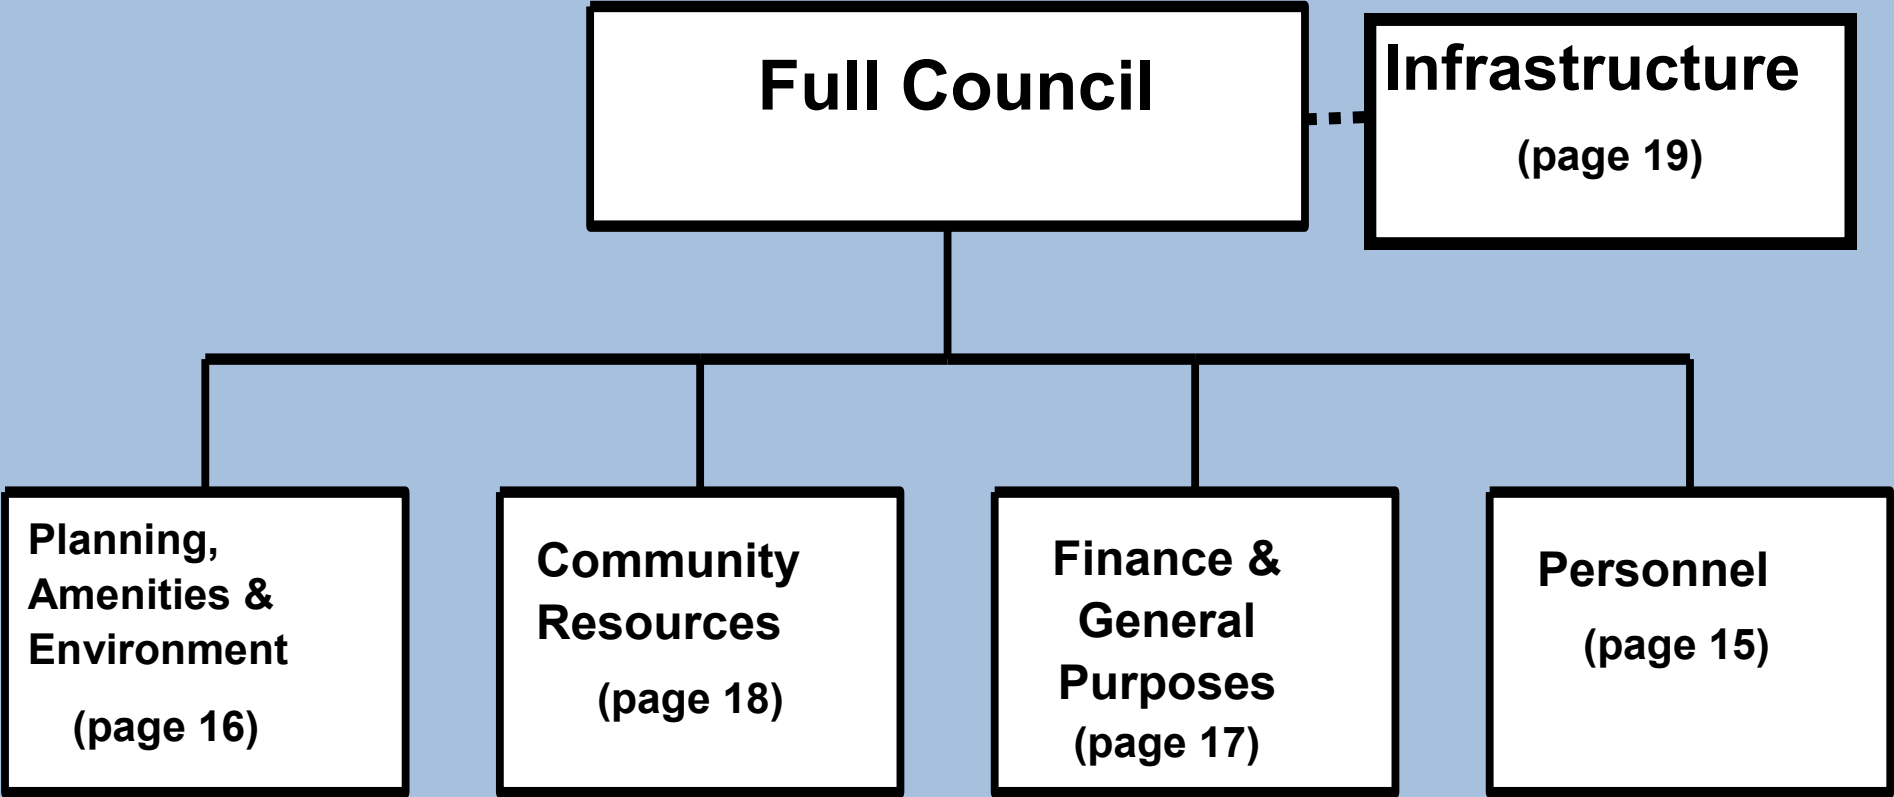 Full Council
Infrastructure
(page 19)
Planning,
Amenities &
Environment
(page 16)
Community
Resources
(page 18)
Finance &
General
Purposes
(page 17)
Personnel
(page 15)